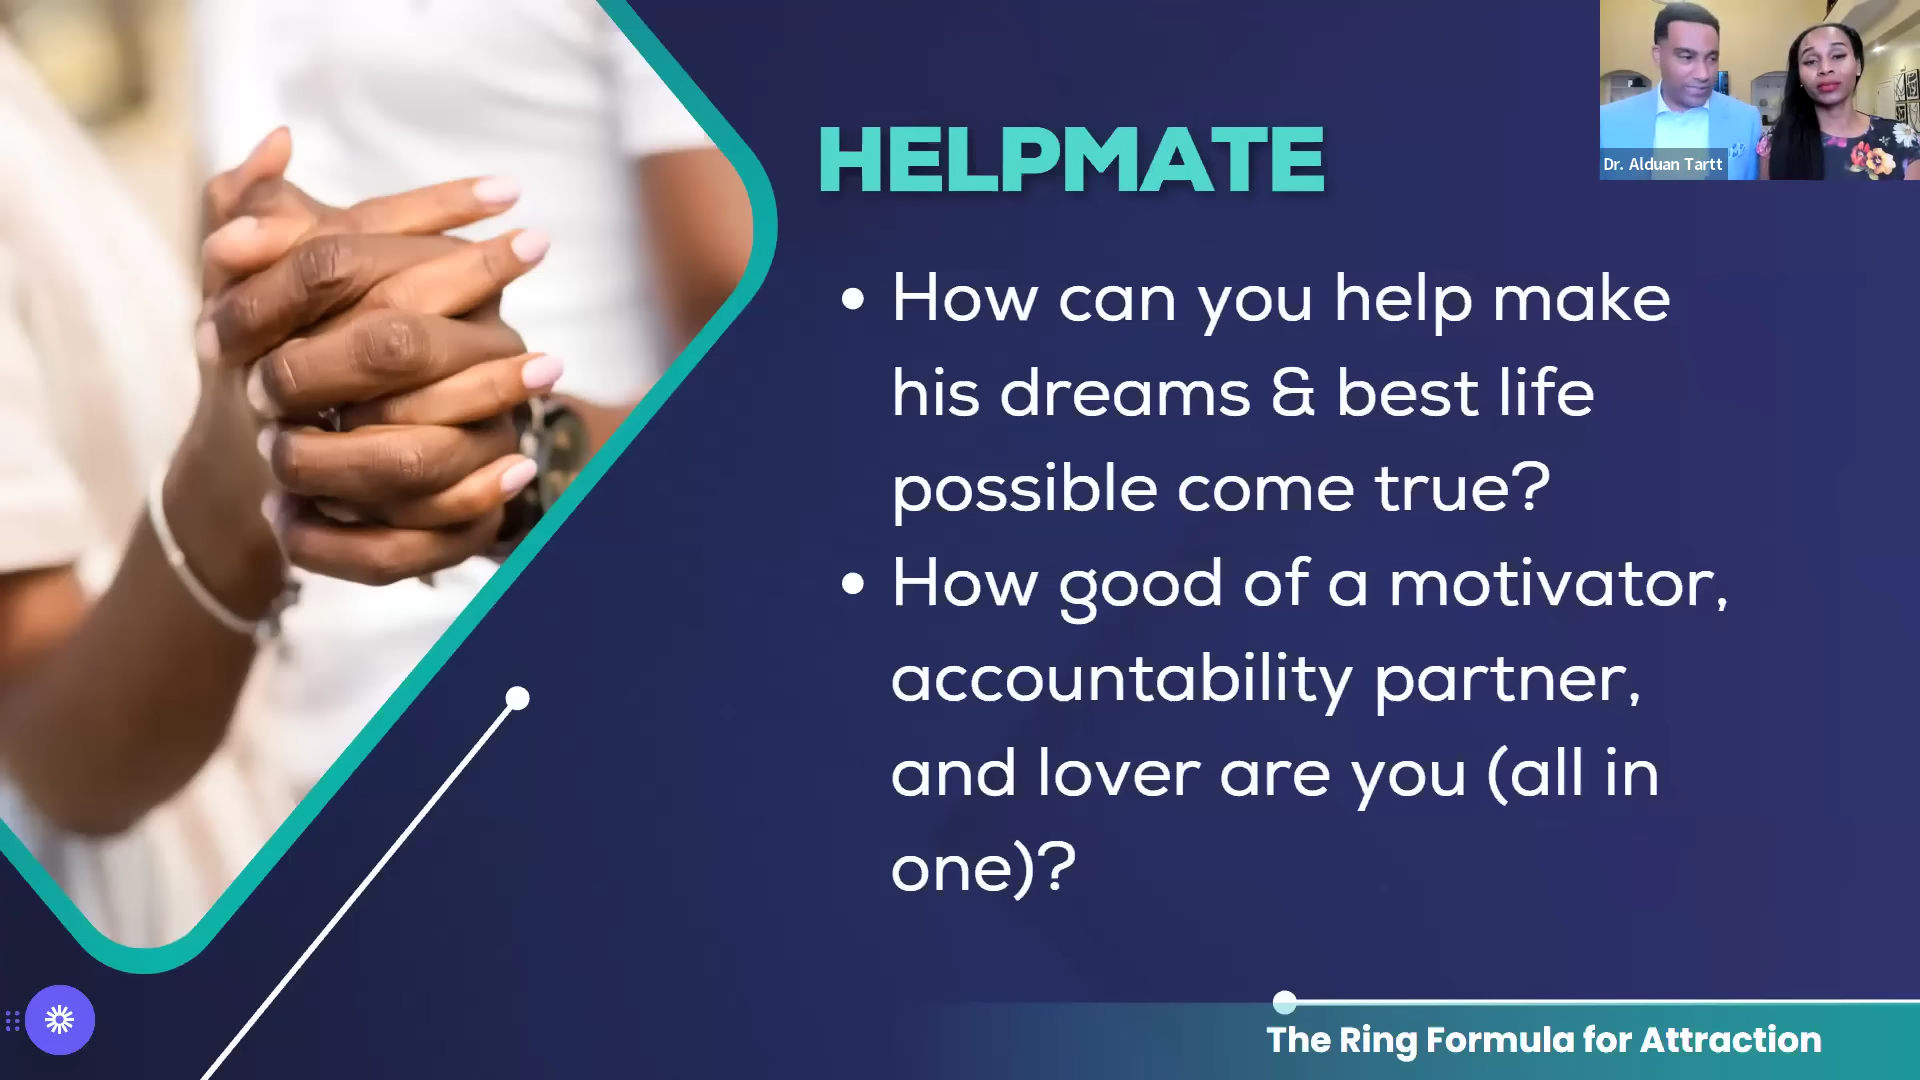 Dr. Alduan Tartt
HELPMATE
• How can you help make
his dreams & best life
possible come true?
• How good of a motivator,
accountability partner,
and lover are you (all in
one)?
The Ring Formula for Attraction